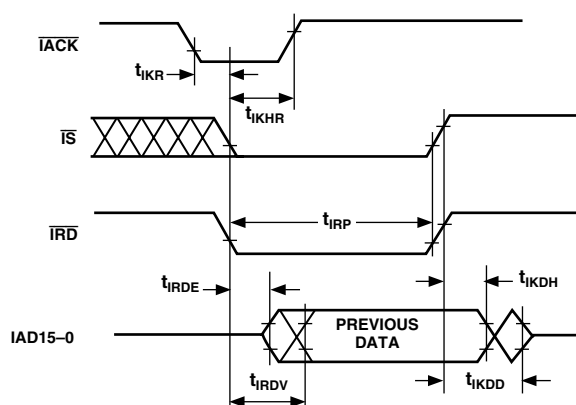 IACK
tIKR
tIKHR
IS
IRD
tIRP
tIRDE
tIKDH
IAD15–0
PREVIOUS
DATA
tIRDV
tIKDD